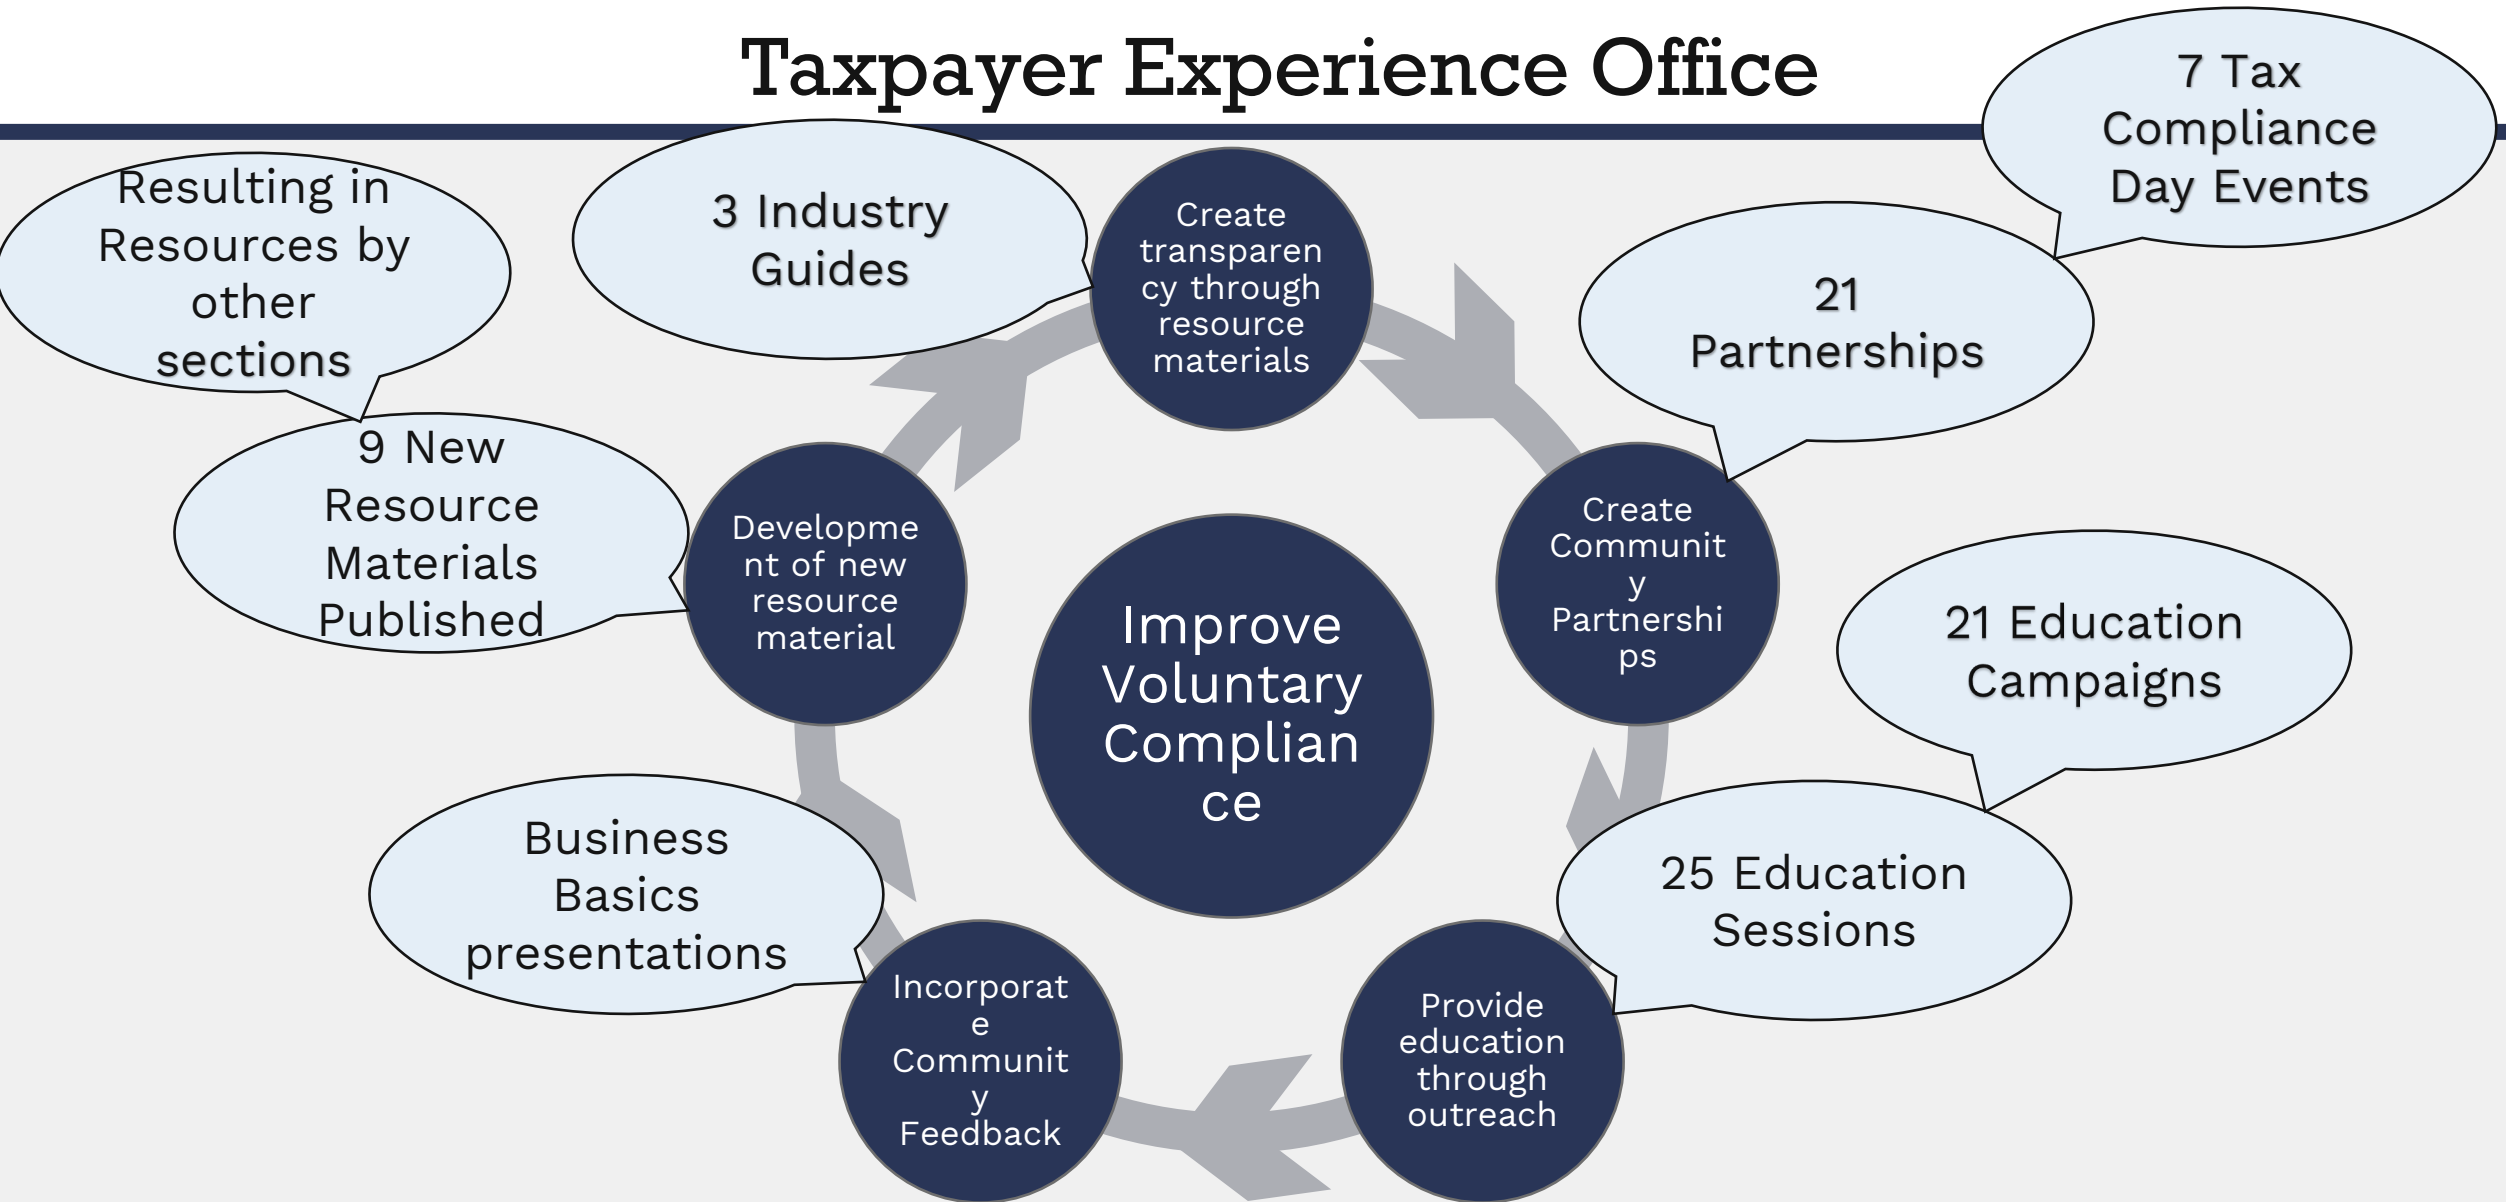 Taxpayer Experience Office
7 Tax
Compliance
Day Events
Resulting in
Resources by
other
sections
3 Industry
Guides
Create
transparen
cy through
resource
materials
21
Partnerships
9 New
Resource
Materials
Published
Developme
nt of new
resource
material
Create
Communit
y
Partnershi
ps
Improve
Voluntary
Complian
ce
21 Education
Campaigns
Business
Basics
presentations
25 Education
Sessions
Incorporat
e
Communit
y
Feedback
Provide
education
through
outreach